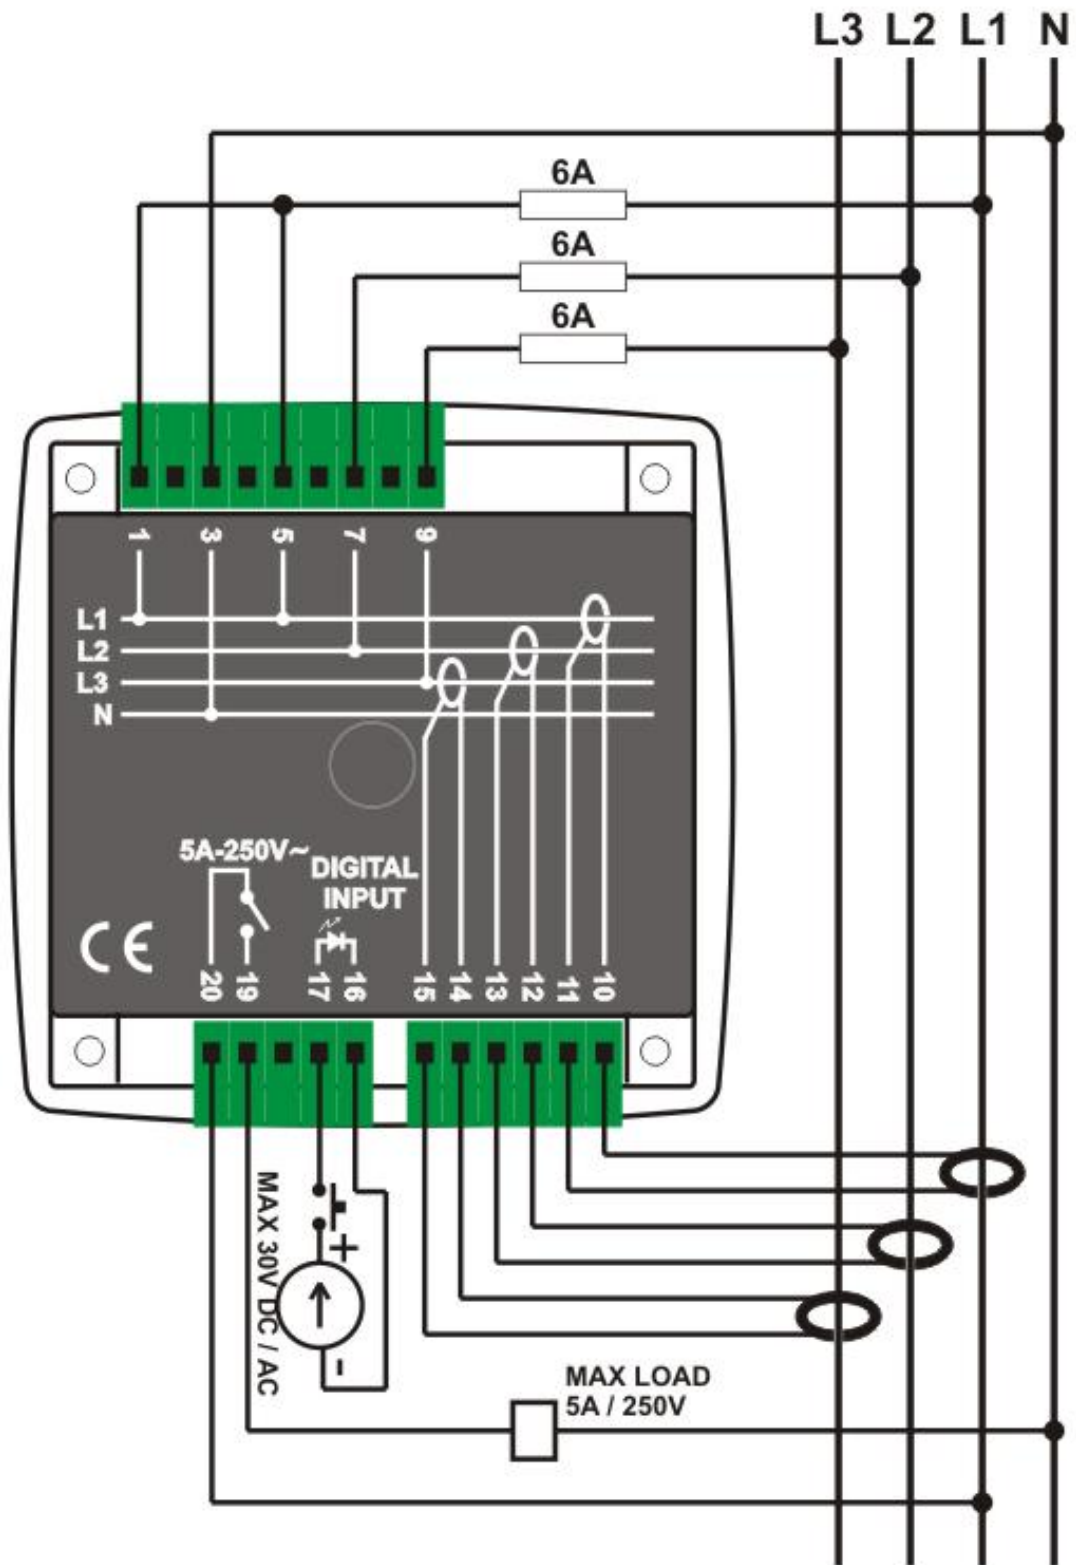 L3 L2 L1 N
6A
6A
6A
1 3 5 7 9
L1
L2
L3
N
5A-250V~
DIGITAL
INPUT
CE
20 19 17 16 15 14 13 12 11 10
MAX 30V DC / AC
+
-
MAX LOAD
5A / 250V